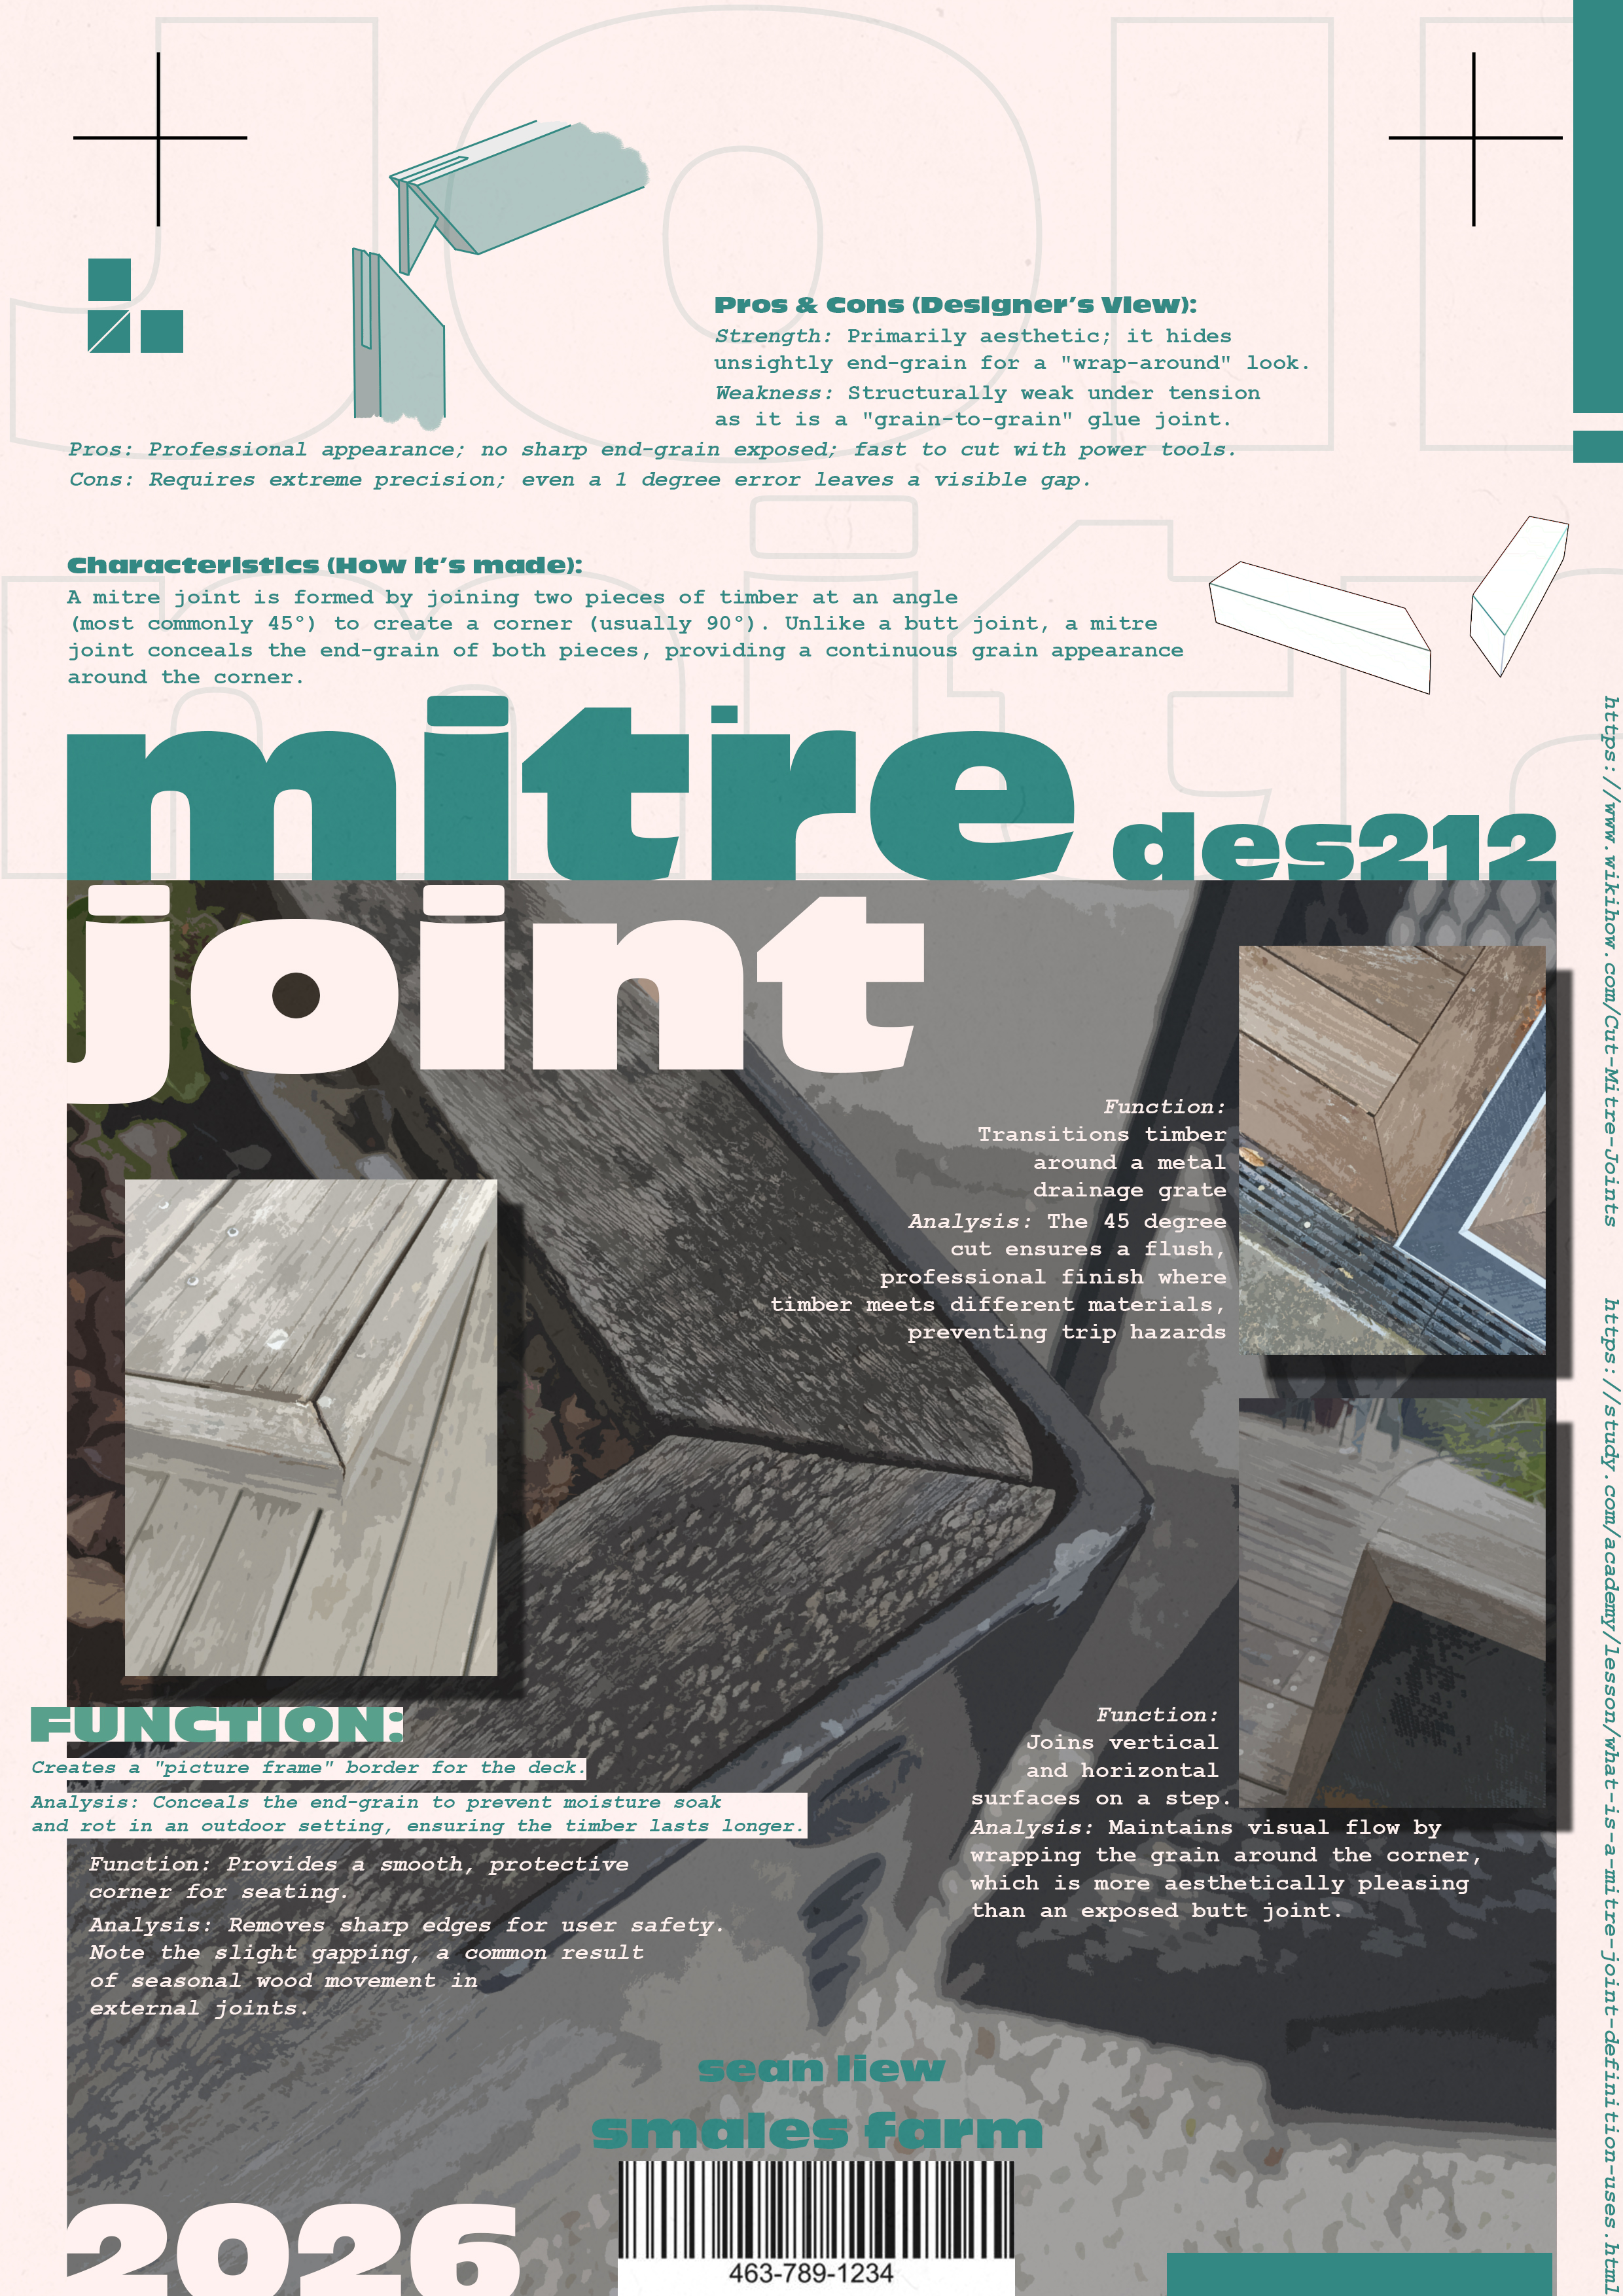 Join
Pros & Cons (Designer's View):
Strength: Primarily aesthetic; it hides
unsightly end-grain for a "wrap-around" look.
Weakness: Structurally weak under tension
as it is a "grain-to-grain" glue joint.
Pros: Professional appearance; no sharp end-grain exposed; fast to cut with power tools.
Cons: Requires extreme precision; even a 1 degree error leaves a visible gap.
Characteristics (How it's made):
A mitre joint is formed by joining two pieces of timber at an angle
(most commonly 45°) to create a corner (usually 90°). Unlike a butt joint, a mitre
joint conceals the end-grain of both pieces, providing a continuous grain appearance
around the corner.
mitr
mitre des212
joint
Function:
Transitions timber
around a metal
drainage grate
Analysis: The 45 degree
cut ensures a flush,
professional finish where
timber meets different materials,
preventing trip hazards
FUNCTION:
Creates a "picture frame" border for the deck.
Analysis: Conceals the end-grain to prevent moisture soak
and rot in an outdoor setting, ensuring the timber lasts longer.
Function: Provides a smooth, protective
corner for seating.
Analysis: Removes sharp edges for user safety.
Note the slight gapping, a common result
of seasonal wood movement in
external joints.
Function:
Joins vertical
and horizontal
surfaces on a step.
Analysis: Maintains visual flow by
wrapping the grain around the corner,
which is more aesthetically pleasing
than an exposed butt joint.
sean liew
smales farm
2026
463-789-1234
https://www.wikihow.com/Cut-Mitre-Joints
https://study.com/academy/lesson/what-is-a-mitre-joint-definition-uses.html